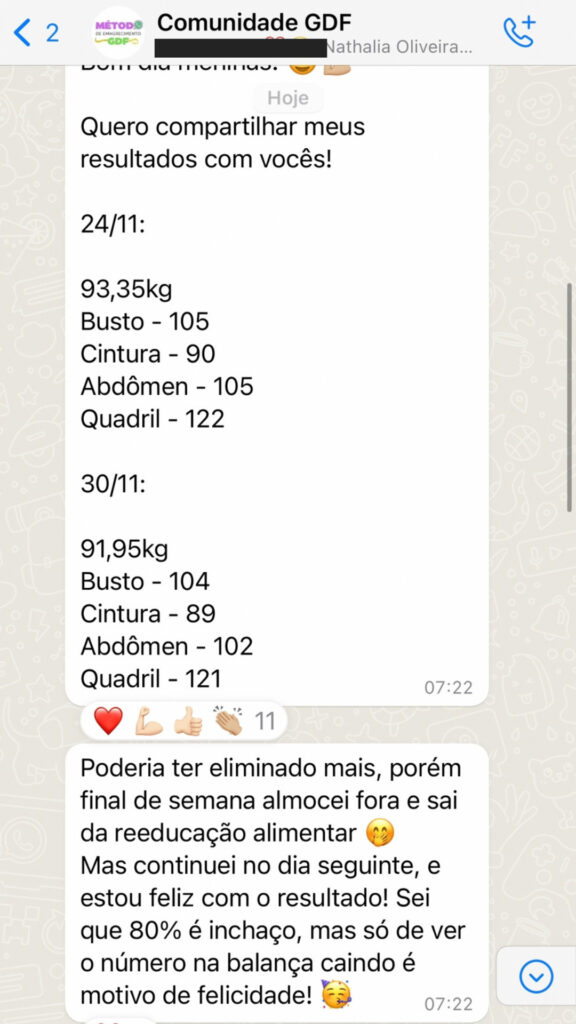 2
MÉTODO
DE EMAGRECIMENTO
GDF
Comunidade GDF
Nathalia Oliveira...
Bom dia meninas! 😄💪🏼
Hoje
Quero compartilhar meus
resultados com vocês!
24/11:
93,35kg
Busto - 105
Cintura - 90
Abdômen - 105
Quadril - 122
30/11:
91,95kg
Busto - 104
Cintura - 89
Abdômen - 102
Quadril - 121
07:22
❤️💪🏻👍🏻👏🏼 11
Poderia ter eliminado mais, porém
final de semana almocei fora e sai
da reeducação alimentar 🤭
Mas continuei no dia seguinte, e
estou feliz com o resultado! Sei
que 80% é inchaço, mas só de ver
o número na balança caindo é
motivo de felicidade! 🥳
07:22